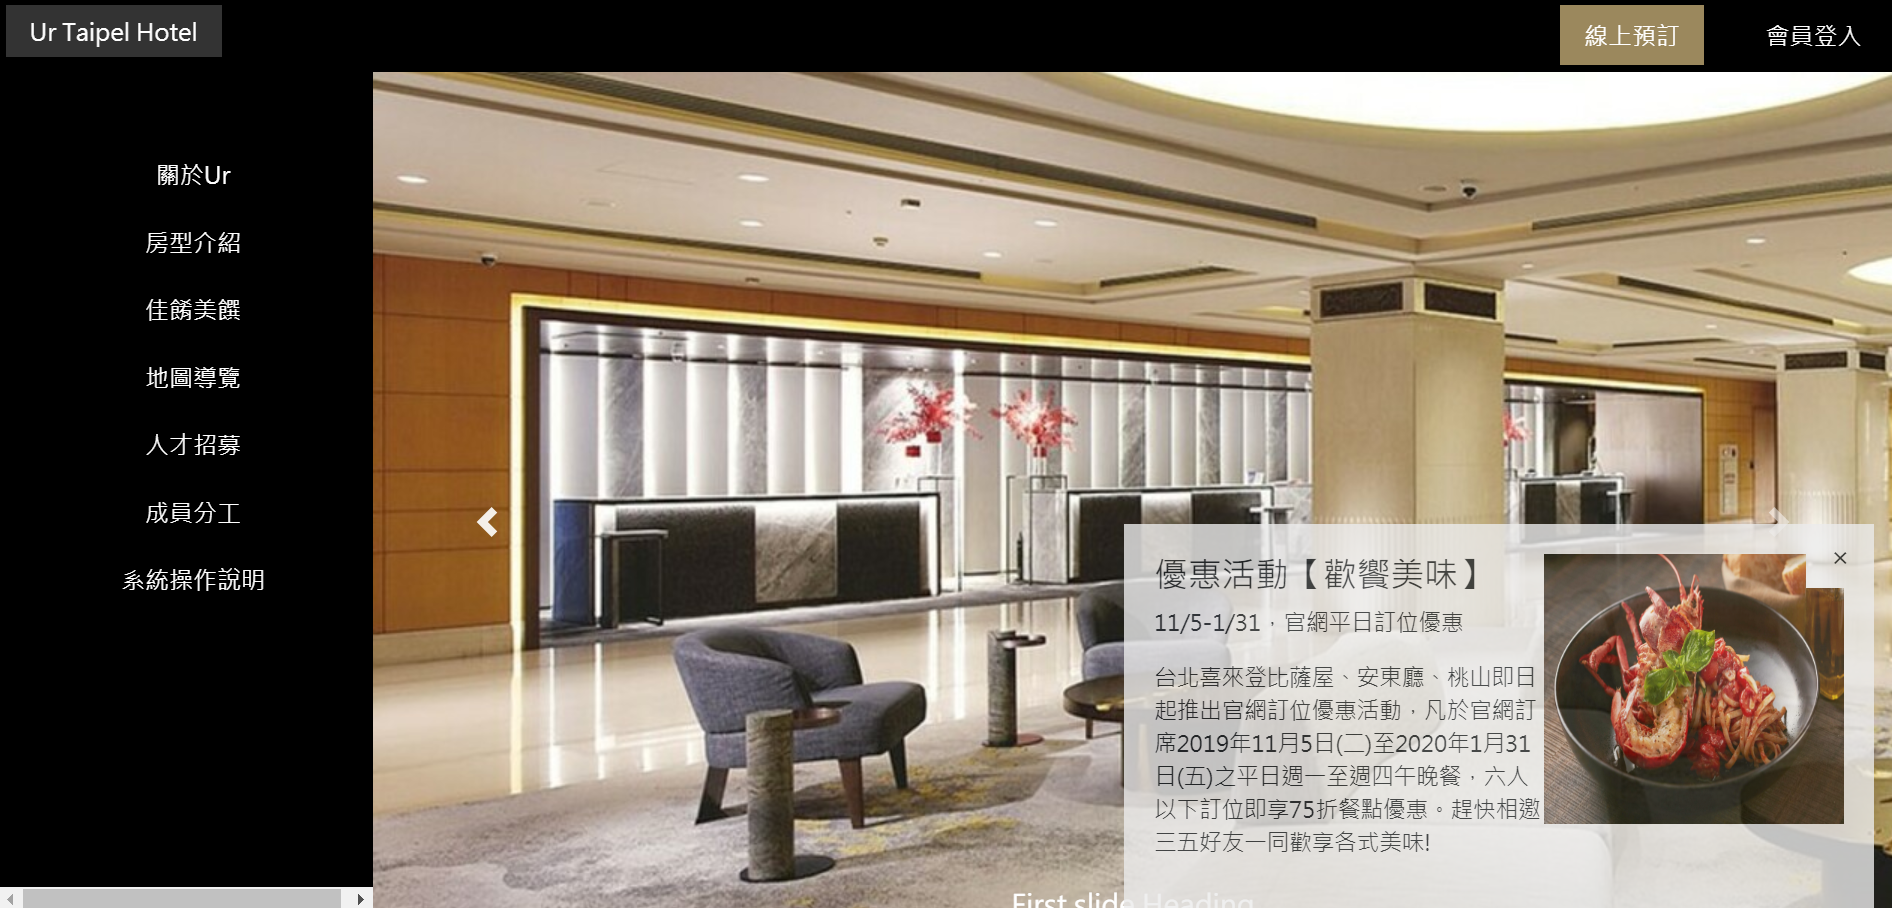 Ur Taipel Hotel
線上預訂
會員登入
關於Ur
房型介紹
佳餚美饌
地圖導覽
人才招募
成員分工
系統操作說明
優惠活動【歡饗美味】
11/5-1/31，官網平日訂位優惠
台北喜來登比薩屋、安東廳、桃山即日
起推出官網訂位優惠活動，凡於官網訂
席2019年11月5日(二)至2020年1月31
日(五)之平日週一至週四午晚餐，六人
以下訂位即享75折餐點優惠。趕快相邀
三五好友一同歡享各式美味!
First slide Heading